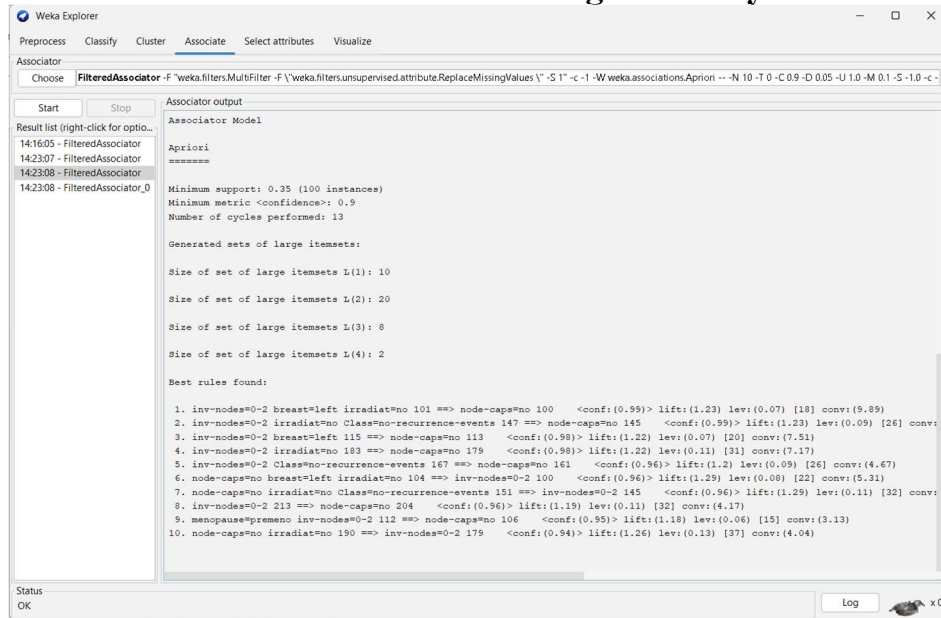 Weka Explorer
Preprocess Classify Cluster Associate Select attributes Visualize
Associator
Choose FilteredAssociator -F "weka.filters.MultiFilter -F \"weka.filters.unsupervised.attribute.ReplaceMissingValues \" -S 1" -c -1 -W weka.associations.Apriori -- -N 10 -T 0 -C 0.9 -D 0.05 -U 1.0 -M 0.1 -S -1.0 -c -
Start Stop
Result list (right-click for optio...
14:16:05 - FilteredAssociator
14:23:07 - FilteredAssociator
14:23:08 - FilteredAssociator
14:23:08 - FilteredAssociator_0
Associator output
Associator Model
Apriori
=======
Minimum support: 0.35 (100 instances)
Minimum metric <confidence>: 0.9
Number of cycles performed: 13
Generated sets of large itemsets:
Size of set of large itemsets L(1): 10
Size of set of large itemsets L(2): 20
Size of set of large itemsets L(3): 8
Size of set of large itemsets L(4): 2
Best rules found:
1. inv-nodes=0-2 breast=left irradiat=no 101 ==> node-caps=no 100 <conf:(0.99)> lift:(1.23) lev:(0.07) [18] conv:(9.89)
2. inv-nodes=0-2 irradiat=no Class=no-recurrence-events 147 ==> node-caps=no 145 <conf:(0.99)> lift:(1.23) lev:(0.09) [26] conv:
3. inv-nodes=0-2 breast=left 115 ==> node-caps=no 113 <conf:(0.98)> lift:(1.22) lev:(0.07) [20] conv:(7.51)
4. inv-nodes=0-2 irradiat=no 183 ==> node-caps=no 179 <conf:(0.98)> lift:(1.22) lev:(0.11) [31] conv:(7.17)
5. inv-nodes=0-2 Class=no-recurrence-events 167 ==> node-caps=no 161 <conf:(0.96)> lift:(1.2) lev:(0.09) [26] conv:(4.67)
6. node-caps=no breast=left irradiat=no 104 ==> inv-nodes=0-2 100 <conf:(0.96)> lift:(1.29) lev:(0.08) [22] conv:(5.31)
7. node-caps=no irradiat=no Class=no-recurrence-events 151 ==> inv-nodes=0-2 145 <conf:(0.96)> lift:(1.29) lev:(0.11) [32] conv:
8. inv-nodes=0-2 213 ==> node-caps=no 204 <conf:(0.96)> lift:(1.19) lev:(0.11) [32] conv:(4.17)
9. menopause=premeno inv-nodes=0-2 112 ==> node-caps=no 106 <conf:(0.95)> lift:(1.18) lev:(0.06) [15] conv:(3.13)
10. node-caps=no irradiat=no 190 ==> inv-nodes=0-2 179 <conf:(0.94)> lift:(1.26) lev:(0.13) [37] conv:(4.04)
Status
OK
Log
x 0